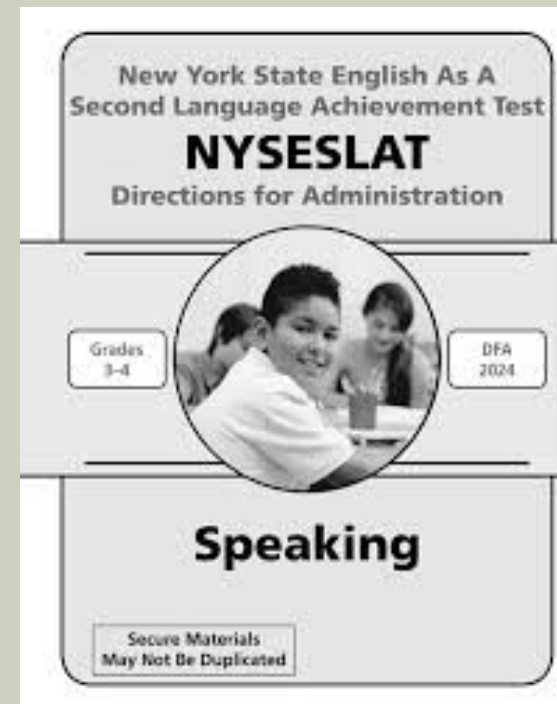 New York State English As A
Second Language Achievement Test
NYSESLAT
Directions for Administration
Grades
3–4
DFA
2024
Speaking
Secure Materials
May Not Be Duplicated